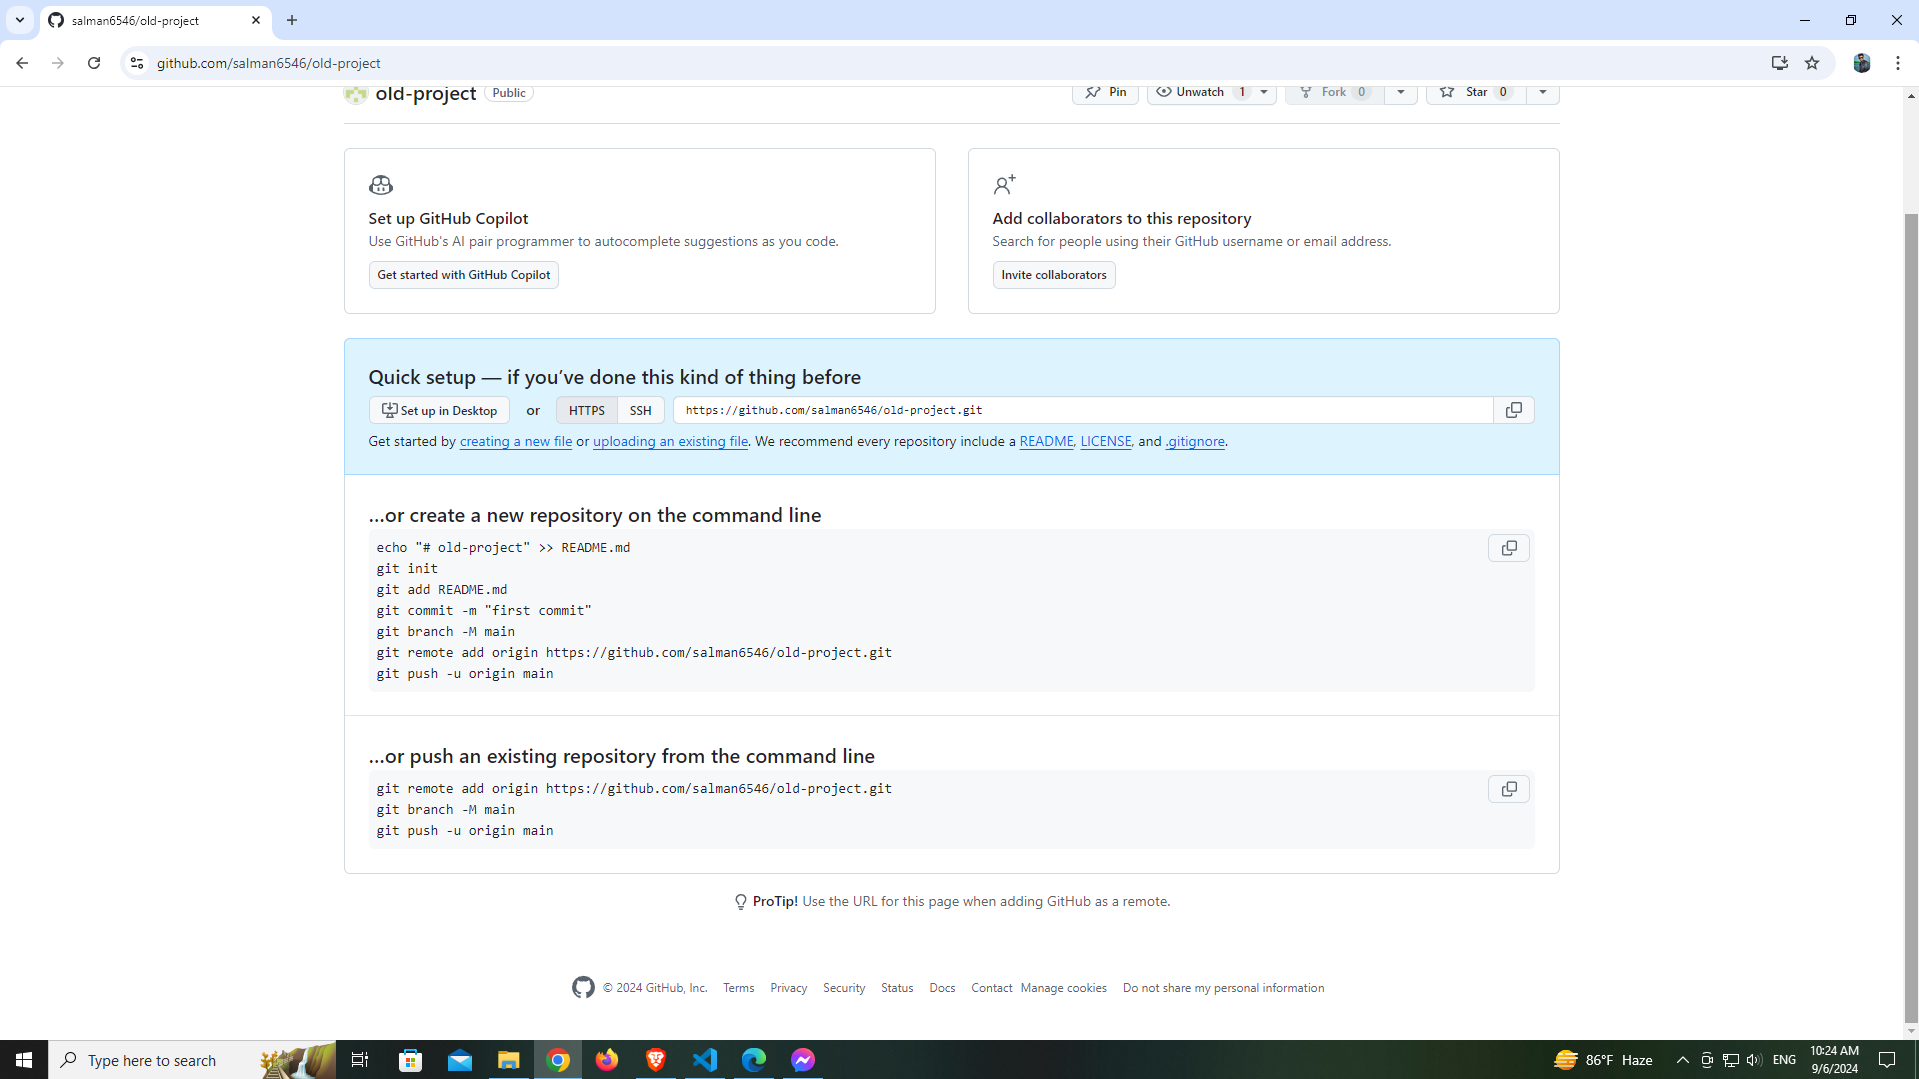 salman6546/old-project
github.com/salman6546/old-project
old-project Public
Pin
Unwatch 1
Fork 0
Star 0
Set up GitHub Copilot
Use GitHub's AI pair programmer to autocomplete suggestions as you code.
Get started with GitHub Copilot
Add collaborators to this repository
Search for people using their GitHub username or email address.
Invite collaborators
Quick setup — if you’ve done this kind of thing before
Set up in Desktop or HTTPS SSH https://github.com/salman6546/old-project.git
Get started by creating a new file or uploading an existing file. We recommend every repository include a README, LICENSE, and .gitignore.
…or create a new repository on the command line
echo "# old-project" >> README.md
git init
git add README.md
git commit -m "first commit"
git branch -M main
git remote add origin https://github.com/salman6546/old-project.git
git push -u origin main
…or push an existing repository from the command line
git remote add origin https://github.com/salman6546/old-project.git
git branch -M main
git push -u origin main
ProTip! Use the URL for this page when adding GitHub as a remote.
© 2024 GitHub, Inc. Terms Privacy Security Status Docs Contact Manage cookies Do not share my personal information
Type here to search
86°F Haze
ENG
10:24 AM
9/6/2024